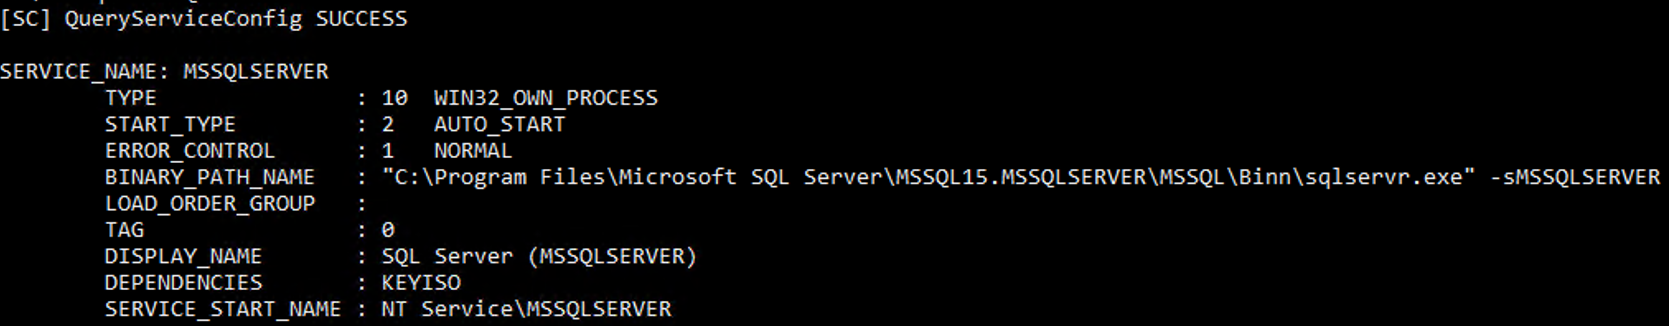 [SC] QueryServiceConfig SUCCESS
SERVICE_NAME: MSSQLSERVER
TYPE : 10 WIN32_OWN_PROCESS
START_TYPE : 2 AUTO_START
ERROR_CONTROL : 1 NORMAL
BINARY_PATH_NAME : "C:\Program Files\Microsoft SQL Server\MSSQL15.MSSQLSERVER\MSSQL\Binn\sqlservr.exe" -sMSSQLSERVER
LOAD_ORDER_GROUP :
TAG : 0
DISPLAY_NAME : SQL Server (MSSQLSERVER)
DEPENDENCIES : KEYISO
SERVICE_START_NAME : NT Service\MSSQLSERVER